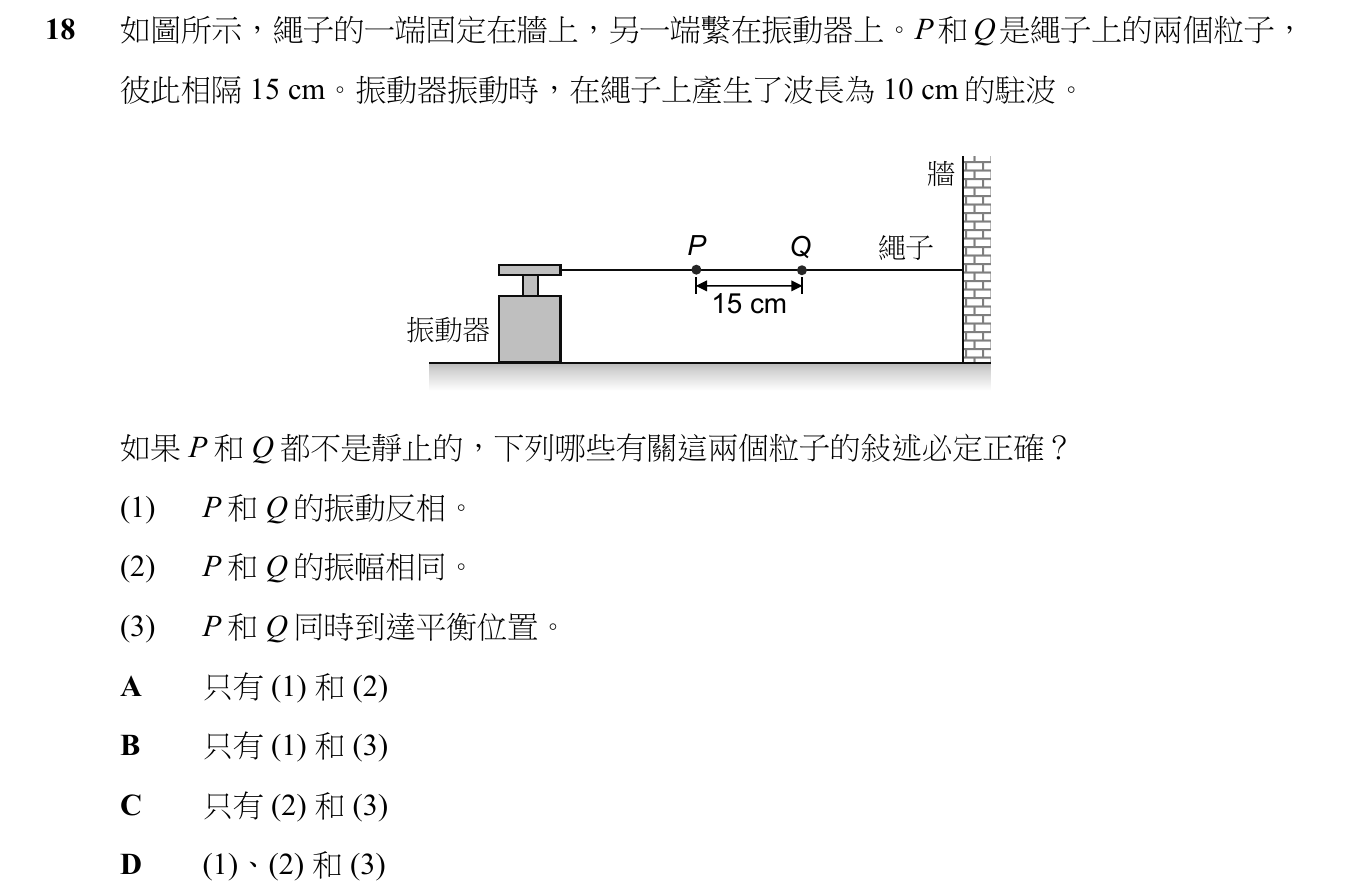 18 如圖所示，繩子的一端固定在牆上，另一端繫在振動器上。P 和 Q 是繩子上的兩個粒子，
彼此相隔 15 cm。振動器振動時，在繩子上產生了波長為 10 cm 的駐波。
牆
P
Q
繩子
15 cm
振動器
如果 P 和 Q 都不是靜止的，下列哪些有關這兩個粒子的敍述必定正確？
(1) P 和 Q 的振動反相。
(2) P 和 Q 的振幅相同。
(3) P 和 Q 同時到達平衡位置。
A 只有 (1) 和 (2)
B 只有 (1) 和 (3)
C 只有 (2) 和 (3)
D (1)、(2) 和 (3)